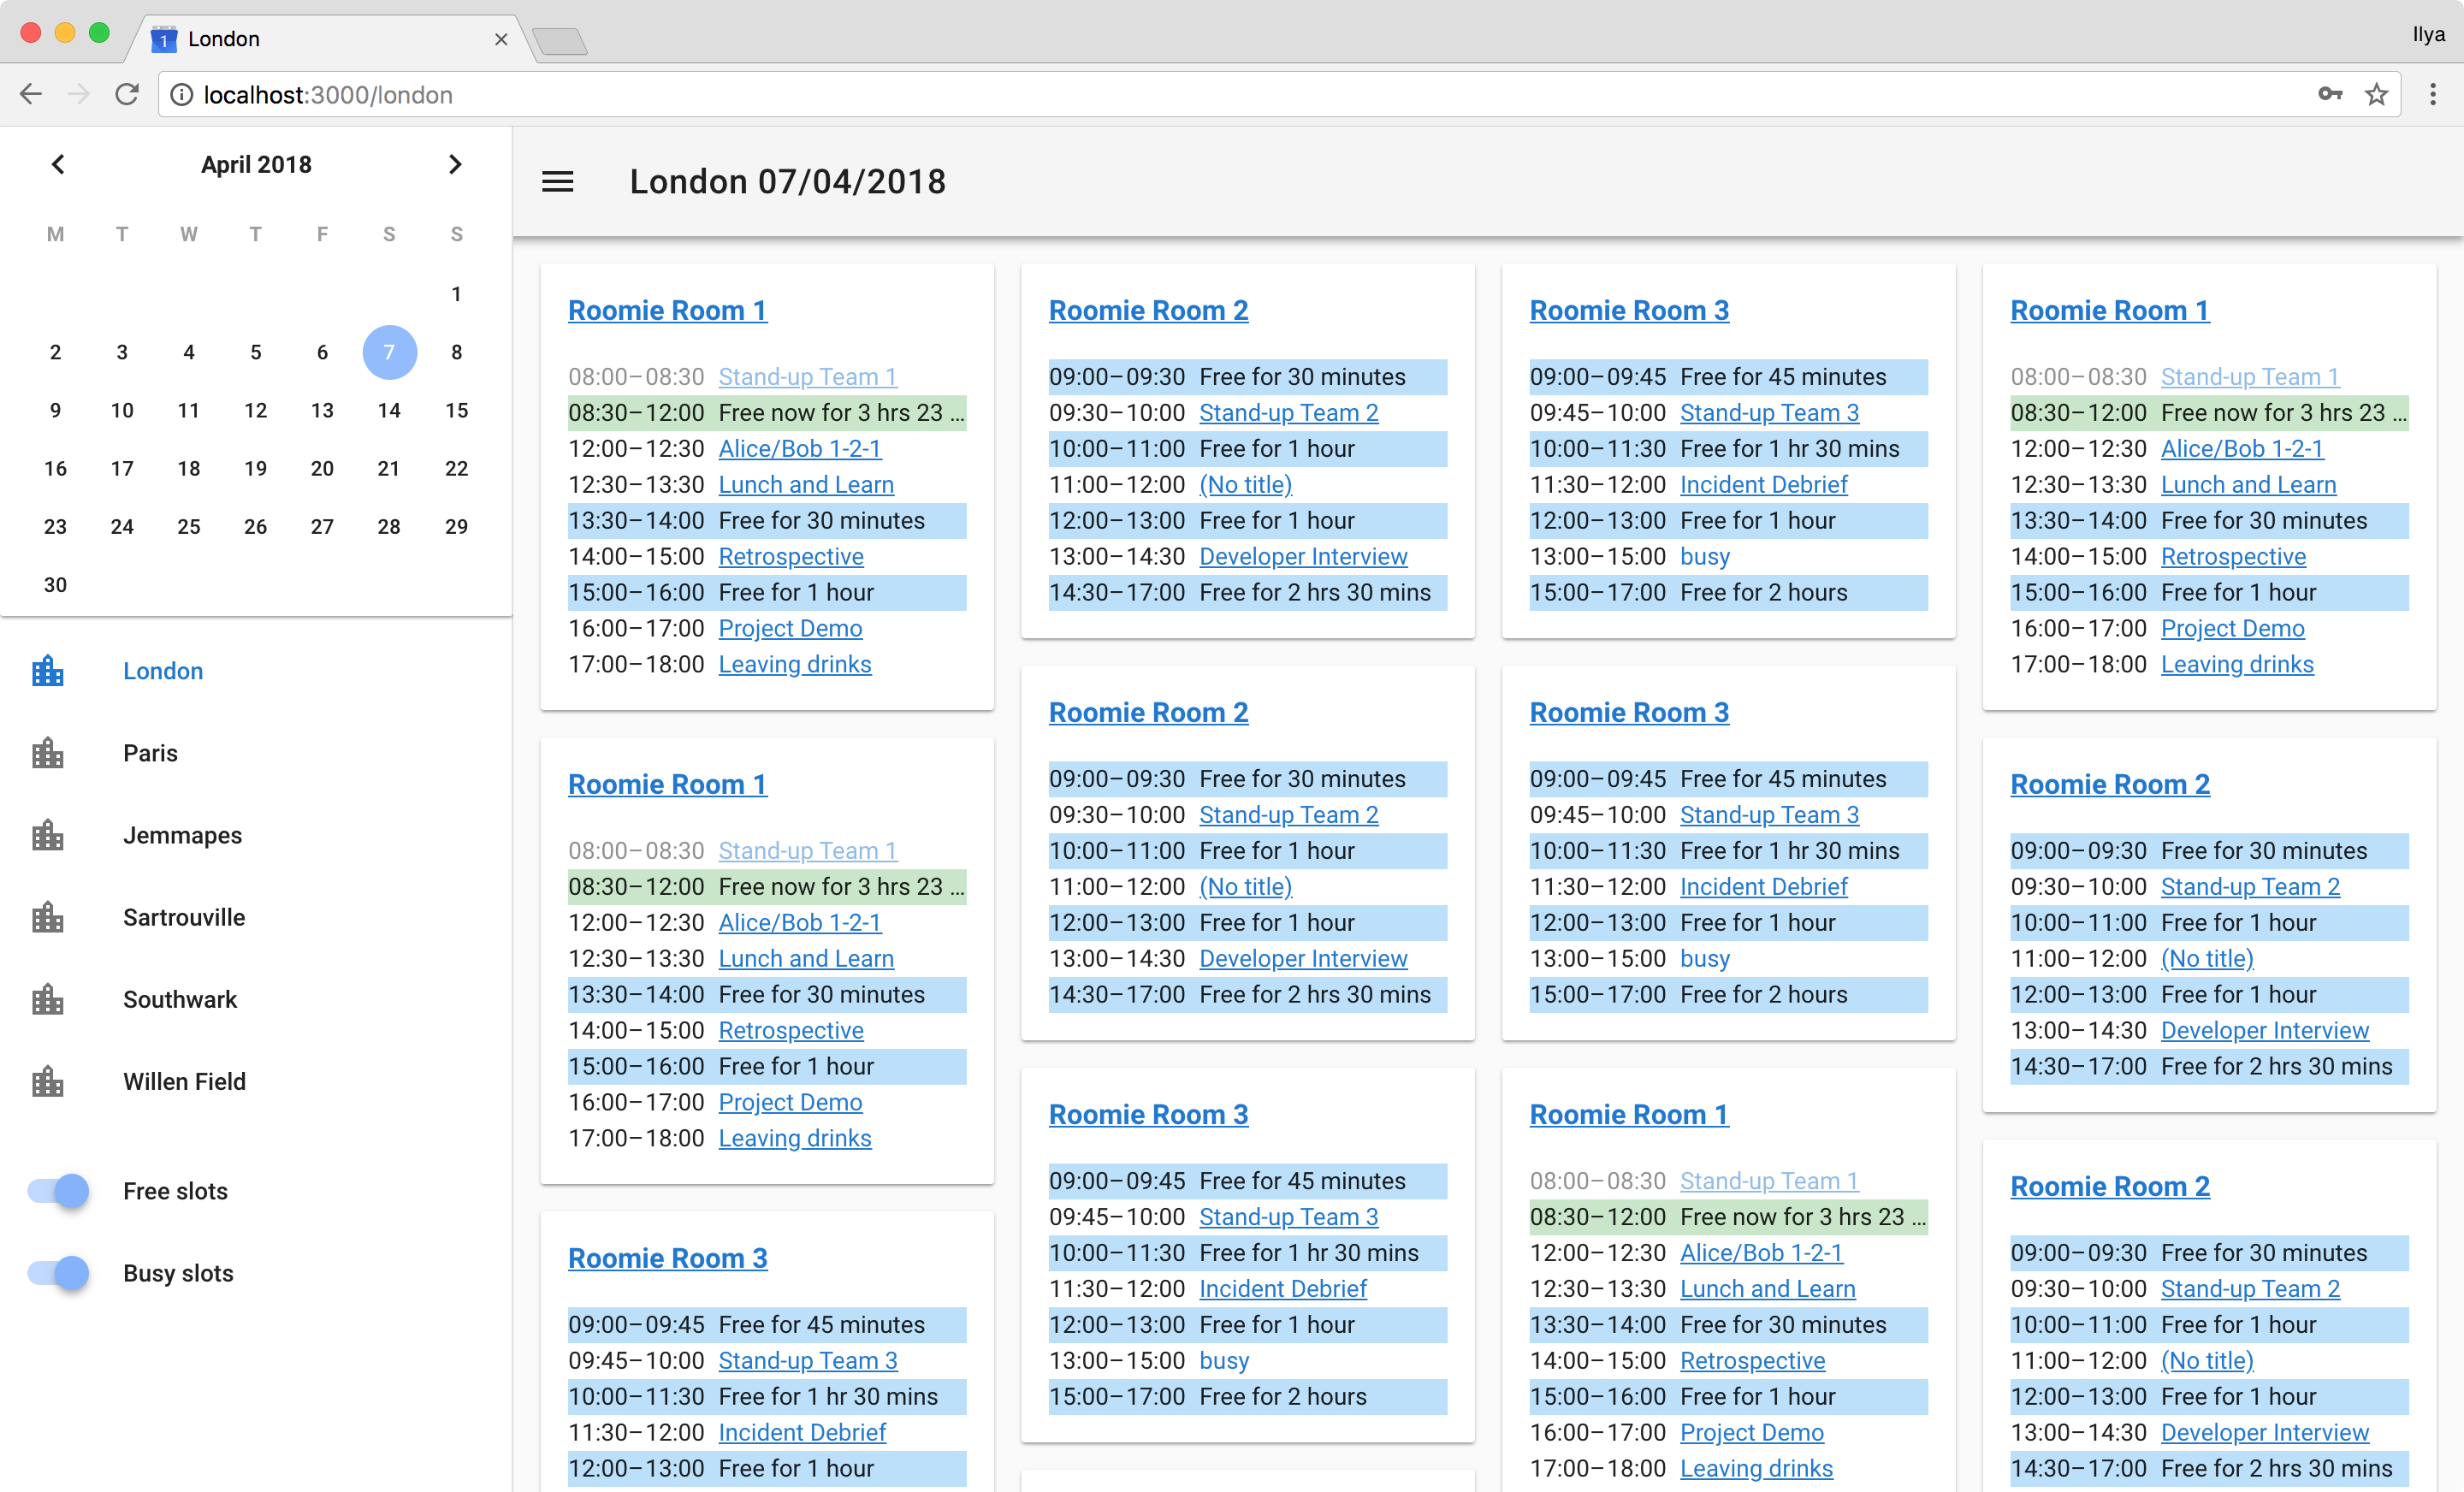 London
Ilya
localhost:3000/london
April 2018
M T W T F S S
1
2 3 4 5 6 7 8
9 10 11 12 13 14 15
16 17 18 19 20 21 22
23 24 25 26 27 28 29
30
London
Paris
Jemmapes
Sartrouville
Southwark
Willen Field
Free slots
Busy slots
London 07/04/2018
Roomie Room 1
08:00–08:30 Stand-up Team 1
08:30–12:00 Free now for 3 hrs 23 ...
12:00–12:30 Alice/Bob 1-2-1
12:30–13:30 Lunch and Learn
13:30–14:00 Free for 30 minutes
14:00–15:00 Retrospective
15:00–16:00 Free for 1 hour
16:00–17:00 Project Demo
17:00–18:00 Leaving drinks
Roomie Room 1
08:00–08:30 Stand-up Team 1
08:30–12:00 Free now for 3 hrs 23 ...
12:00–12:30 Alice/Bob 1-2-1
12:30–13:30 Lunch and Learn
13:30–14:00 Free for 30 minutes
14:00–15:00 Retrospective
15:00–16:00 Free for 1 hour
16:00–17:00 Project Demo
17:00–18:00 Leaving drinks
Roomie Room 3
09:00–09:45 Free for 45 minutes
09:45–10:00 Stand-up Team 3
10:00–11:30 Free for 1 hr 30 mins
11:30–12:00 Incident Debrief
12:00–13:00 Free for 1 hour
Roomie Room 2
09:00–09:30 Free for 30 minutes
09:30–10:00 Stand-up Team 2
10:00–11:00 Free for 1 hour
11:00–12:00 (No title)
12:00–13:00 Free for 1 hour
13:00–14:30 Developer Interview
14:30–17:00 Free for 2 hrs 30 mins
Roomie Room 2
09:00–09:30 Free for 30 minutes
09:30–10:00 Stand-up Team 2
10:00–11:00 Free for 1 hour
11:00–12:00 (No title)
12:00–13:00 Free for 1 hour
13:00–14:30 Developer Interview
14:30–17:00 Free for 2 hrs 30 mins
Roomie Room 3
09:00–09:45 Free for 45 minutes
09:45–10:00 Stand-up Team 3
10:00–11:30 Free for 1 hr 30 mins
11:30–12:00 Incident Debrief
12:00–13:00 Free for 1 hour
13:00–15:00 busy
15:00–17:00 Free for 2 hours
Roomie Room 3
09:00–09:45 Free for 45 minutes
09:45–10:00 Stand-up Team 3
10:00–11:30 Free for 1 hr 30 mins
11:30–12:00 Incident Debrief
12:00–13:00 Free for 1 hour
13:00–15:00 busy
15:00–17:00 Free for 2 hours
Roomie Room 3
09:00–09:45 Free for 45 minutes
09:45–10:00 Stand-up Team 3
10:00–11:30 Free for 1 hr 30 mins
11:30–12:00 Incident Debrief
12:00–13:00 Free for 1 hour
13:00–15:00 busy
15:00–17:00 Free for 2 hours
Roomie Room 1
08:00–08:30 Stand-up Team 1
08:30–12:00 Free now for 3 hrs 23 ...
12:00–12:30 Alice/Bob 1-2-1
12:30–13:30 Lunch and Learn
13:30–14:00 Free for 30 minutes
14:00–15:00 Retrospective
15:00–16:00 Free for 1 hour
16:00–17:00 Project Demo
17:00–18:00 Leaving drinks
Roomie Room 1
08:00–08:30 Stand-up Team 1
08:30–12:00 Free now for 3 hrs 23 ...
12:00–12:30 Alice/Bob 1-2-1
12:30–13:30 Lunch and Learn
13:30–14:00 Free for 30 minutes
14:00–15:00 Retrospective
15:00–16:00 Free for 1 hour
16:00–17:00 Project Demo
17:00–18:00 Leaving drinks
Roomie Room 2
09:00–09:30 Free for 30 minutes
09:30–10:00 Stand-up Team 2
10:00–11:00 Free for 1 hour
11:00–12:00 (No title)
12:00–13:00 Free for 1 hour
13:00–14:30 Developer Interview
14:30–17:00 Free for 2 hrs 30 mins
Roomie Room 2
09:00–09:30 Free for 30 minutes
09:30–10:00 Stand-up Team 2
10:00–11:00 Free for 1 hour
11:00–12:00 (No title)
12:00–13:00 Free for 1 hour
13:00–14:30 Developer Interview
14:30–17:00 Free for 2 hrs 30 mins